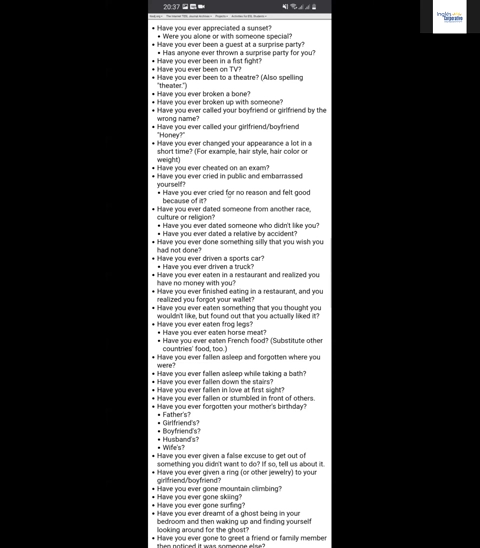 20:37
The Internet TESL Journal
Projects
Activities for ESL Students
Inglés
Corporativo
• Have you ever appreciated a sunset?
• Were you alone or with someone special?
• Have you ever been a guest at a surprise party?
• Has anyone ever thrown a surprise party for you?
• Have you ever been in a fist fight?
• Have you ever been on TV?
• Have you ever been to a theatre? (Also spelling
"theater.")
• Have you ever broken a bone?
• Have you ever broken up with someone?
• Have you ever called your boyfriend or girlfriend by the
wrong name?
• Have you ever called your girlfriend/boyfriend
"Honey?"
• Have you ever changed your appearance a lot in a
short time? (For example, hair style, hair color or
weight)
• Have you ever cheated on an exam?
• Have you ever cried in public and embarrassed
yourself?
• Have you ever cried for no reason and felt good
because of it?
• Have you ever dated someone from another race,
culture or religion?
• Have you ever dated someone who didn't like you?
• Have you ever dated a relative by accident?
• Have you ever done something silly that you wish you
had not done?
• Have you ever driven a sports car?
• Have you ever driven a truck?
• Have you ever eaten in a restaurant and realized you
have no money with you?
• Have you ever finished eating in a restaurant, and you
realized you forgot your wallet?
• Have you ever eaten something that you thought you
wouldn't like, but found out that you actually liked it?
• Have you ever eaten frog legs?
• Have you ever eaten horse meat?
• Have you ever eaten French food? (Substitute other
countries' food, too.)
• Have you ever fallen asleep and forgotten where you
were?
• Have you ever fallen asleep while taking a bath?
• Have you ever fallen down the stairs?
• Have you ever fallen in love at first sight?
• Have you ever fallen or stumbled in front of others.
• Have you ever forgotten your mother's birthday?
• Father's?
• Girlfriend's?
• Boyfriend's?
• Husband's?
• Wife's?
• Have you ever given a false excuse to get out of
something you didn't want to do? If so, tell us about it.
• Have you ever given a ring (or other jewelry) to your
girlfriend/boyfriend?
• Have you ever gone mountain climbing?
• Have you ever gone skiing?
• Have you ever gone surfing?
• Have you ever dreamt of a ghost being in your
bedroom and then waking up and finding yourself
looking around for the ghost?
• Have you ever gone to greet a friend or family member
then noticed it was someone else?